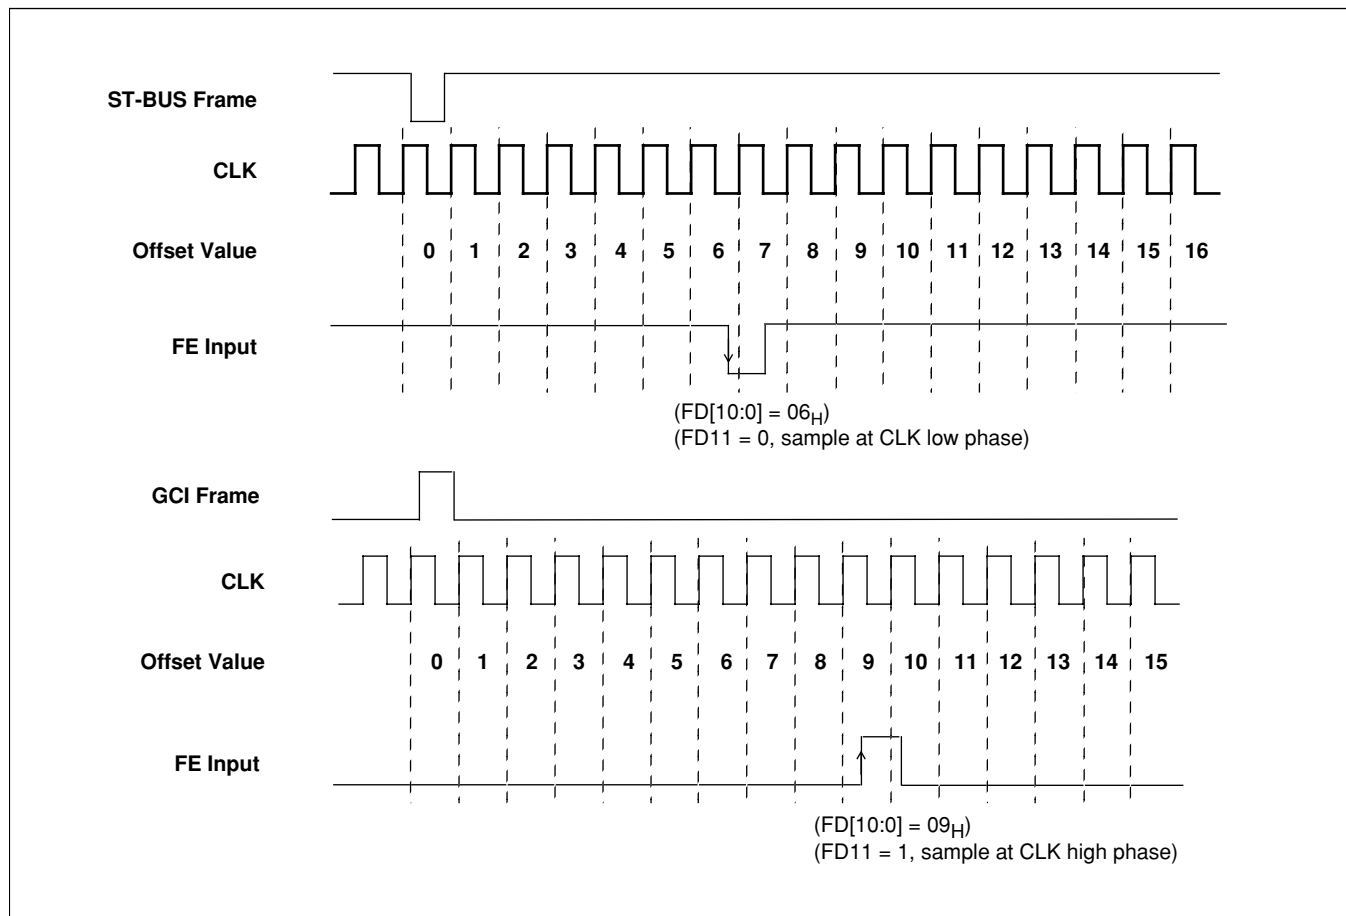 ST-BUS Frame
CLK
Offset Value 0 1 2 3 4 5 6 7 8 9 10 11 12 13 14 15 16
FE Input
(FD[10:0] = 06H)
(FD11 = 0, sample at CLK low phase)
GCI Frame
CLK
Offset Value 0 1 2 3 4 5 6 7 8 9 10 11 12 13 14 15
FE Input
(FD[10:0] = 09H)
(FD11 = 1, sample at CLK high phase)